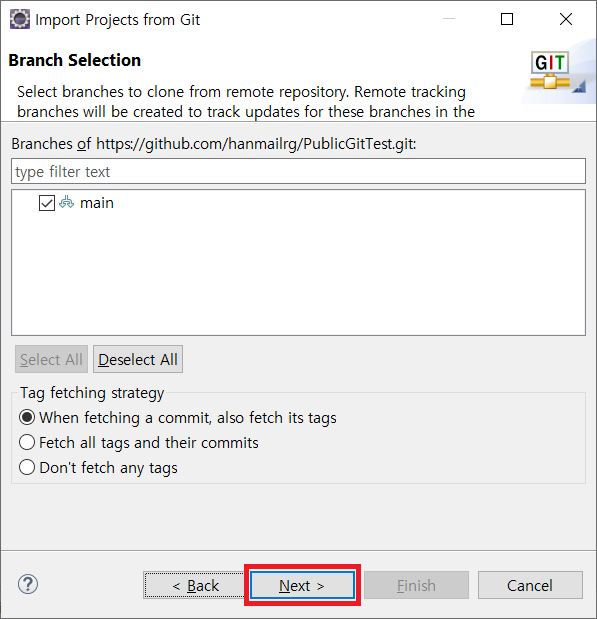 Import Projects from Git
Branch Selection
GIT
Select branches to clone from remote repository. Remote tracking
branches will be created to track updates for these branches in the
Branches of https://github.com/hanmailrg/PublicGitTest.git:
type filter text
main
Select All Deselect All
Tag fetching strategy
When fetching a commit, also fetch its tags
Fetch all tags and their commits
Don't fetch any tags
? < Back Next > Finish Cancel